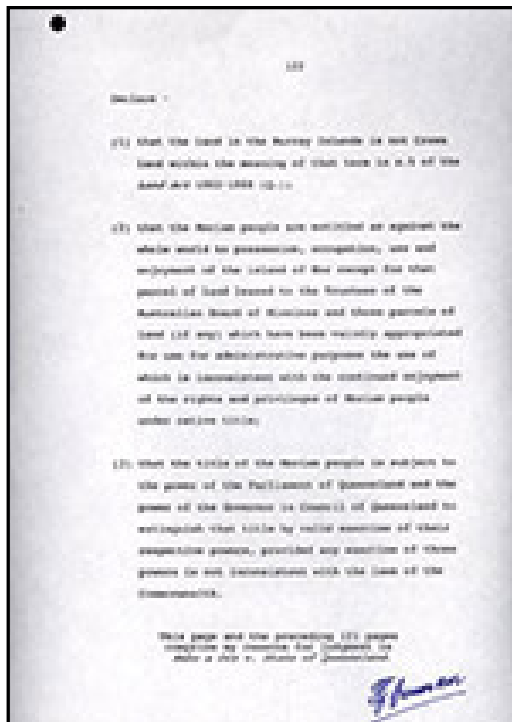 Declare -
(1) that the land in the Murray Islands is not Crown
land within the meaning of that term in s.5 of the
Land Act 1962-1988
(2) that the Meriam people are entitled as against the
whole world to possession, occupation, use and
enjoyment of the island of Mer except for that
parcel of land leased to the Trustees of the
Australian Board of Missions and those parcels of
land (if any) which have been validly appropriated
for use for administrative purposes the use of
which is inconsistent with the continued enjoyment
of the rights and privileges of Meriam people
under native title;
(3) that the title of the Meriam people is subject to
the power of the Parliament of Queensland and the
power of the Governor in Council of Queensland to
extinguish that title by valid exercise of their
respective powers, provided any exercise of those
powers is not inconsistent with the laws of the
Commonwealth.
This page and the preceding pages
comprise my reasons for judgment in
Mabo & Ors v. State of Queensland